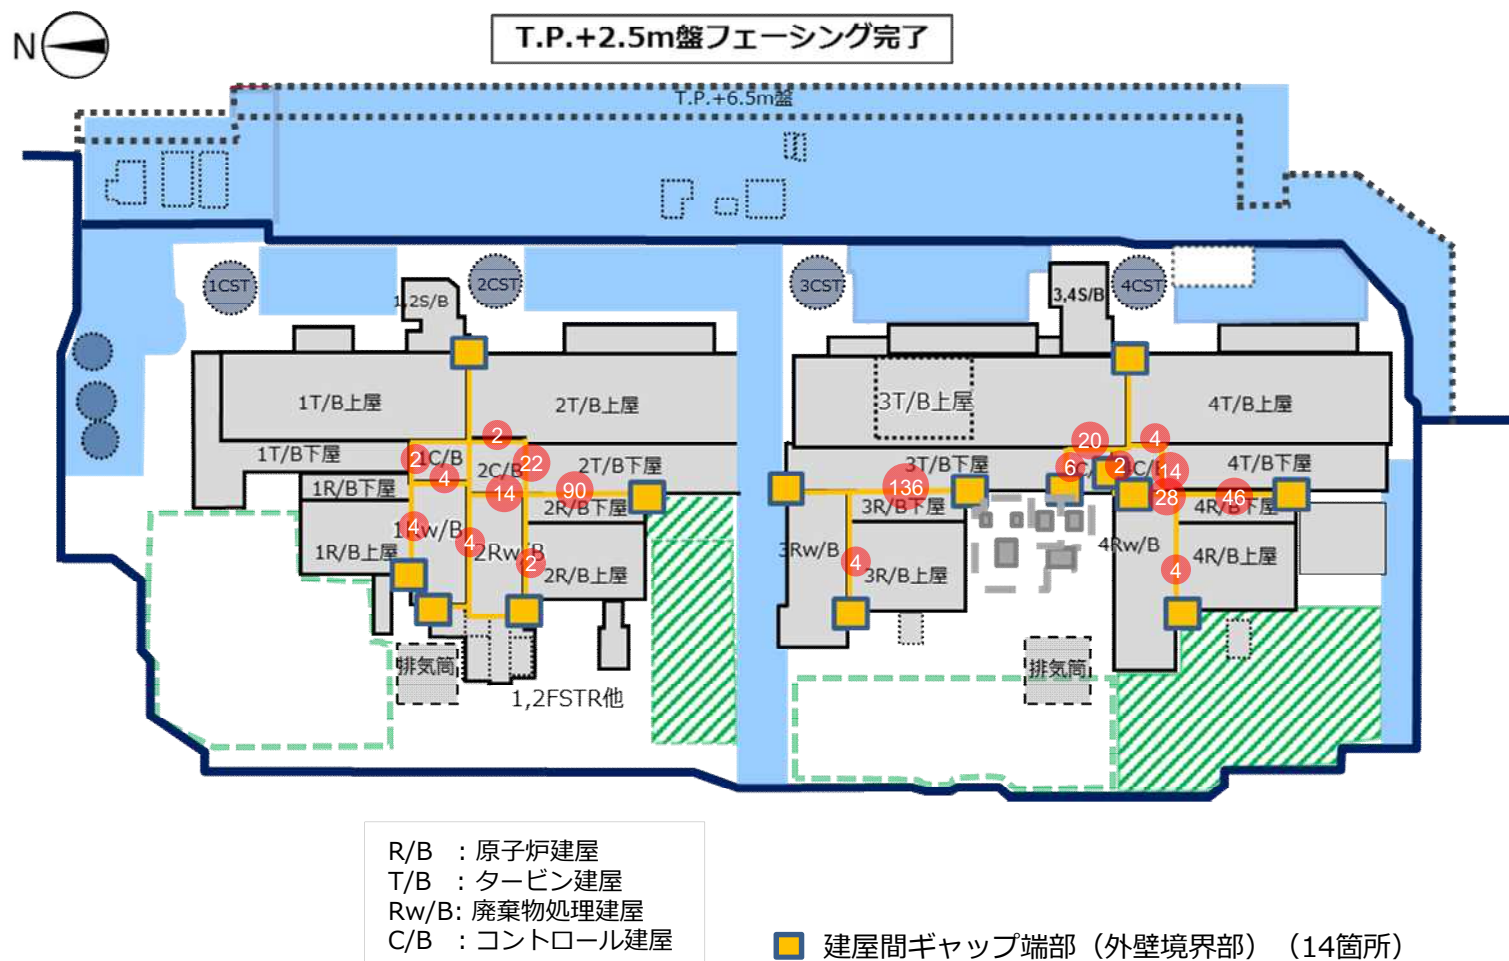 N
T.P.+2.5m盤フェーシング完了
T.P.+6.5m盤
1CST
1,2S/B
2CST
3CST
3,4S/B
4CST
1T/B上屋
2T/B上屋
3T/B上屋
4T/B上屋
2
20
4
1T/B下屋
2
1C/B
2C/B
22
2T/B下屋
3T/B下屋
6
C/
2
4C/B
14
4T/B下屋
1R/B下屋
4
14
90
2R/B下屋
136
3R/B下屋
28
46
4R/B下屋
1R/B上屋
4
1Rw/B
4
2Rw/B
2
2R/B上屋
3Rw/B
4
3R/B上屋
4Rw/B
4
4R/B上屋
排気筒
排気筒
1,2FSTR他
R/B : 原子炉建屋
T/B : タービン建屋
Rw/B: 廃棄物処理建屋
C/B : コントロール建屋
建屋間ギャップ端部（外壁境界部）（14箇所）